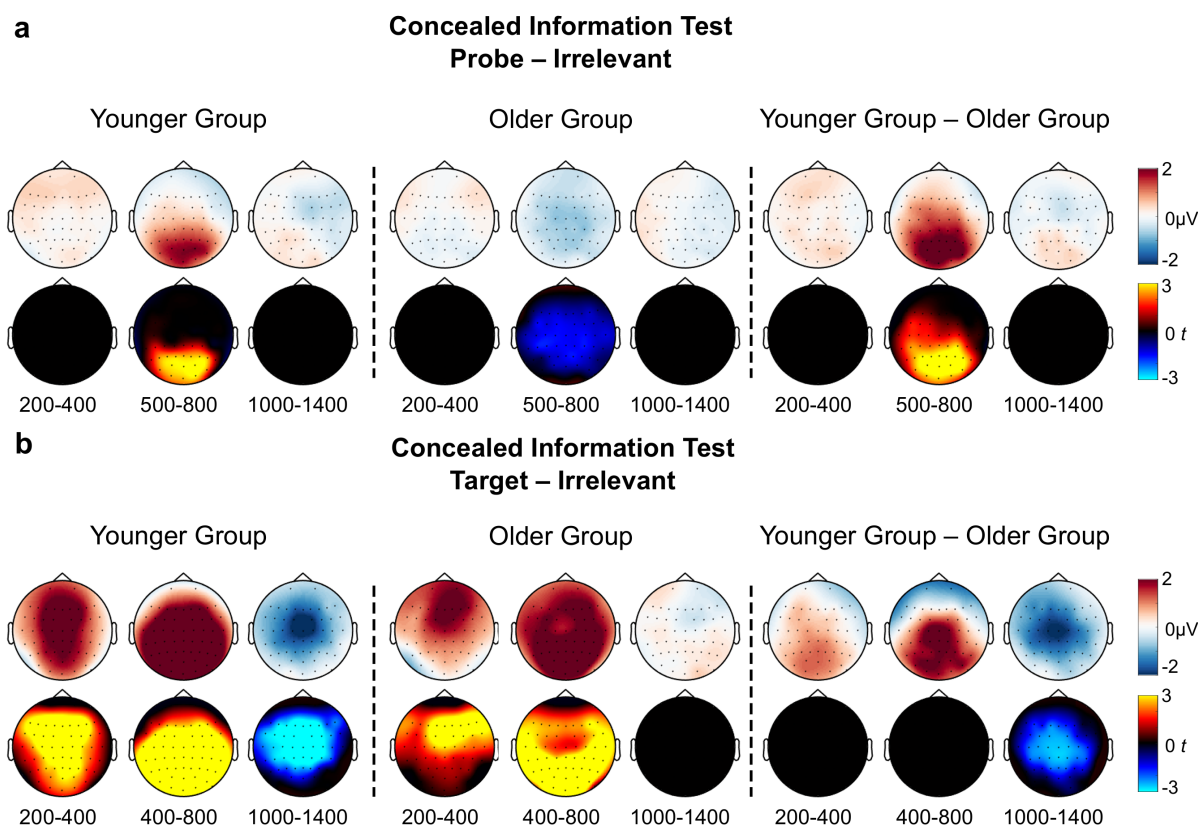 a
Concealed Information Test
Probe – Irrelevant
Younger Group
Older Group
Younger Group – Older Group
2
0µV
-2
3
0 t
-3
200-400
500-800
1000-1400
200-400
500-800
1000-1400
200-400
500-800
1000-1400
b
Concealed Information Test
Target – Irrelevant
Younger Group
Older Group
Younger Group – Older Group
2
0µV
-2
3
0 t
-3
200-400
400-800
1000-1400
200-400
400-800
1000-1400
200-400
400-800
1000-1400